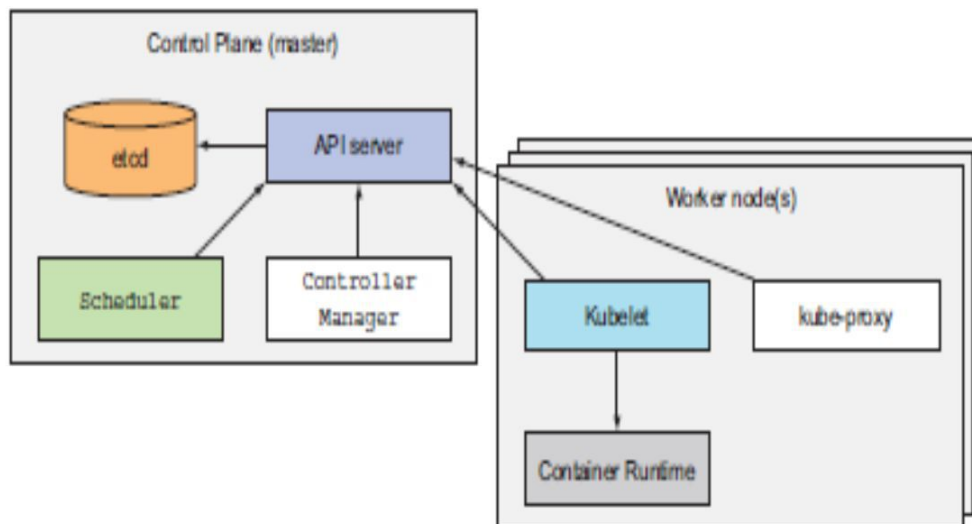 Control Plane (master)
etcd
API server
Scheduler
Controller
Manager
Worker node(s)
Kubelet
kube-proxy
Container Runtime